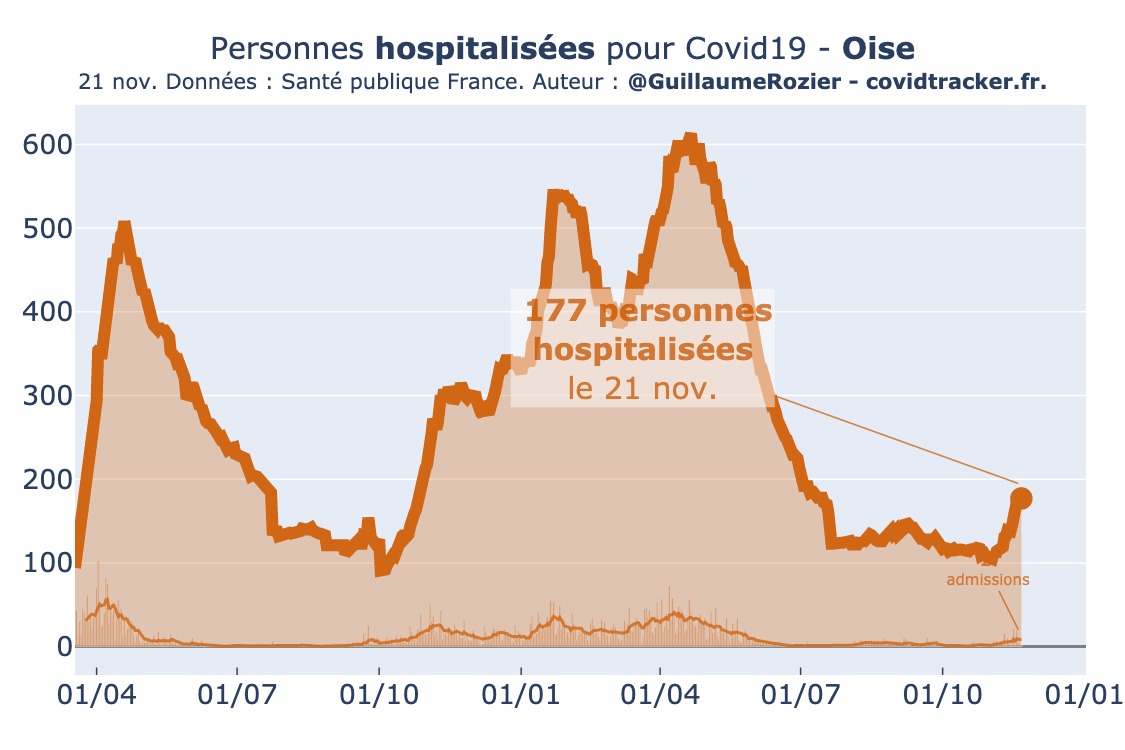 Personnes hospitalisées pour Covid19 - Oise
21 nov. Données : Santé publique France. Auteur : @GuillaumeRozier - covidtracker.fr.
600
500
400
300
200
100
0
177 personnes
hospitalisées
le 21 nov.
admissions
01/04
01/07
01/10
01/01
01/04
01/07
01/10
01/01